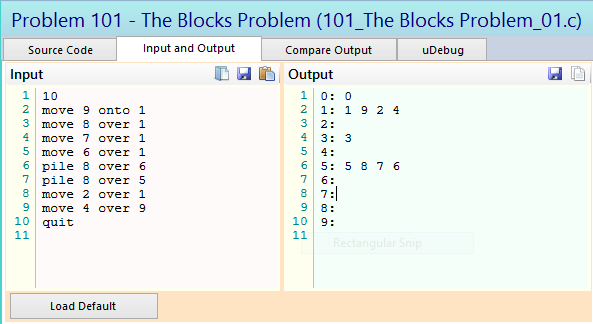 Problem 101 - The Blocks Problem (101_The Blocks Problem_01.c)
Source Code Input and Output Compare Output uDebug
Input
1 10
2 move 9 onto 1
3 move 8 over 1
4 move 7 over 1
5 move 6 over 1
6 pile 8 over 6
7 pile 8 over 5
8 move 2 over 1
9 move 4 over 9
10 quit
11
Output
1 0: 0
2 1: 1 9 2 4
3 2:
4 3: 3
5 4:
6 5: 5 8 7 6
7 6:
8 7:
9 8:
10 9:
11
Rectangular Snip
Load Default